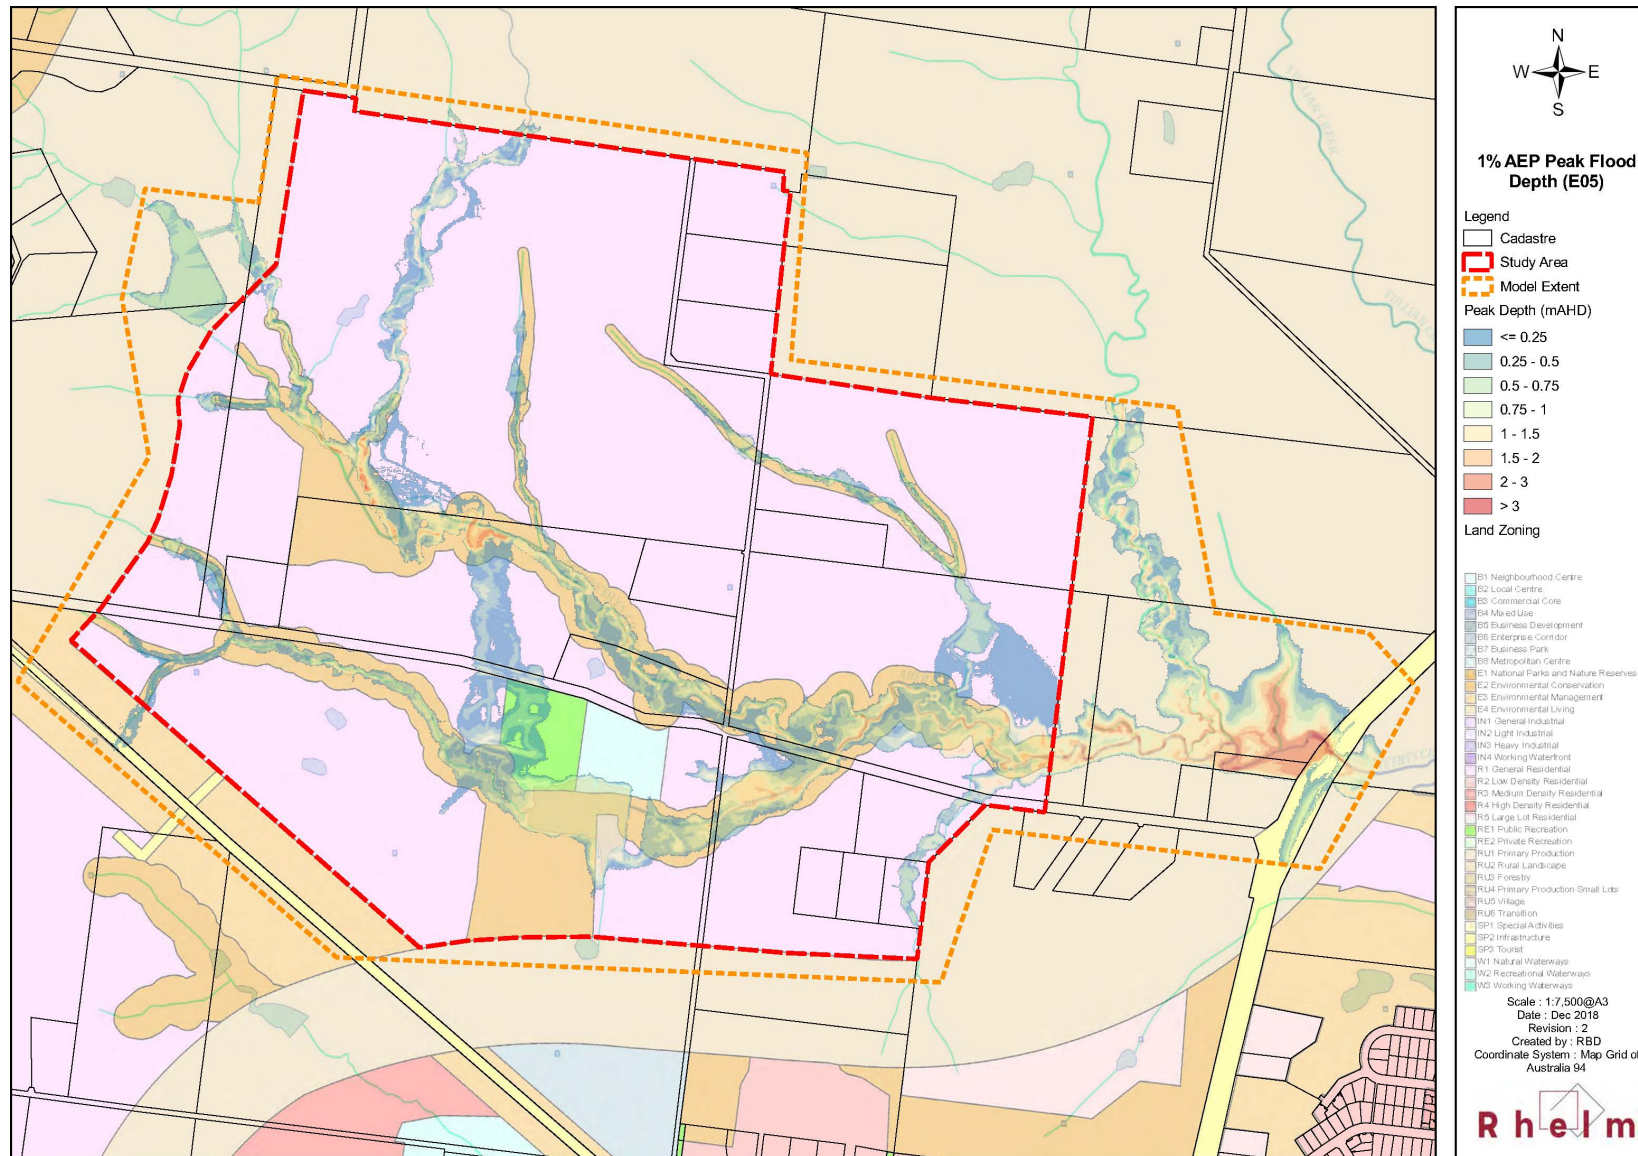 N
W E
S
1% AEP Peak Flood
Depth (E05)
Legend
Cadastre
Study Area
Model Extent
Peak Depth (mAHD)
<= 0.25
0.25 - 0.5
0.5 - 0.75
0.75 - 1
1 - 1.5
1.5 - 2
2 - 3
> 3
Land Zoning
B1 Neighbourhood Centre
B2 Local Centre
B3 Commercial Core
B4 Mixed Use
B5 Business Development
B6 Enterprise Corridor
B7 Business Park
B8 Metropolitan Centre
E1 National Parks and Nature Reserves
E2 Environmental Conservation
E3 Environmental Management
E4 Environmental Living
IN1 General Industrial
IN2 Light Industrial
IN3 Heavy Industrial
IN4 Working Waterfront
R1 General Residential
R2 Low Density Residential
R3 Medium Density Residential
R4 High Density Residential
R5 Large Lot Residential
RE1 Public Recreation
RE2 Private Recreation
RU1 Primary Production
RU2 Rural Landscape
RU3 Forestry
RU4 Primary Production Small Lots
RU5 Village
RU6 Transition
SP1 Special Activities
SP2 Infrastructure
SP3 Tourist
W1 Natural Waterways
W2 Recreational Waterways
W3 Working Waterways
Scale : 1:7,500@A3
Date : Dec 2018
Revision : 2
Created by : RBD
Coordinate System : Map Grid of
Australia 94
Rhelm